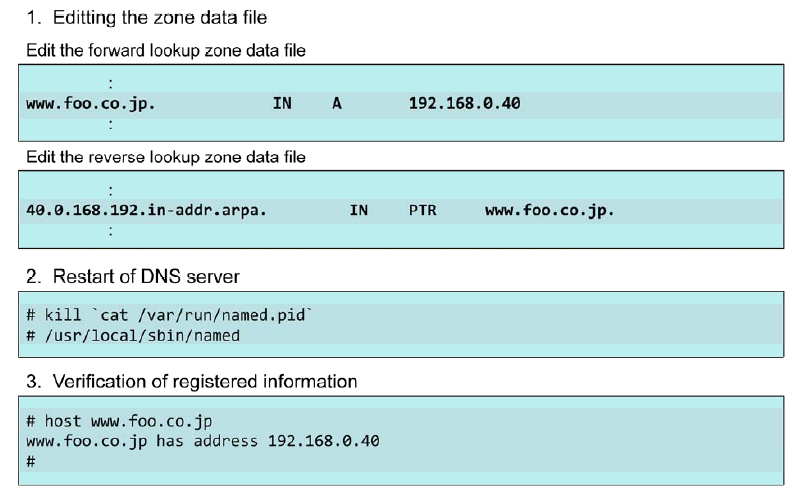 1. Editting the zone data file
Edit the forward lookup zone data file
:
www.foo.co.jp. IN A 192.168.0.40
:
Edit the reverse lookup zone data file
:
40.0.168.192.in-addr.arpa. IN PTR www.foo.co.jp.
:
2. Restart of DNS server
# kill `cat /var/run/named.pid`
# /usr/local/sbin/named
3. Verification of registered information
# host www.foo.co.jp
www.foo.co.jp has address 192.168.0.40
#